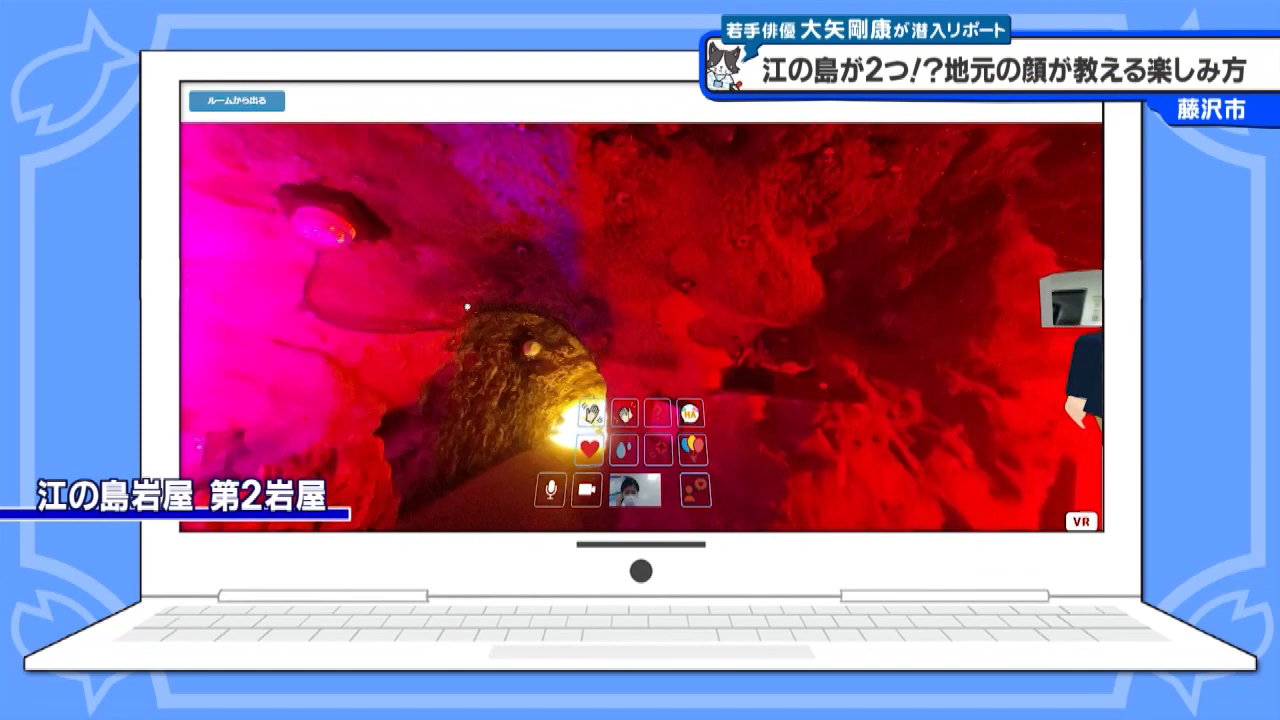 若手俳優 大矢剛康が潜入リポート
江の島が2つ!?地元の顔が教える楽しみ方
藤沢市
ルームから出る
HA
江の島岩屋 第2岩屋
VR